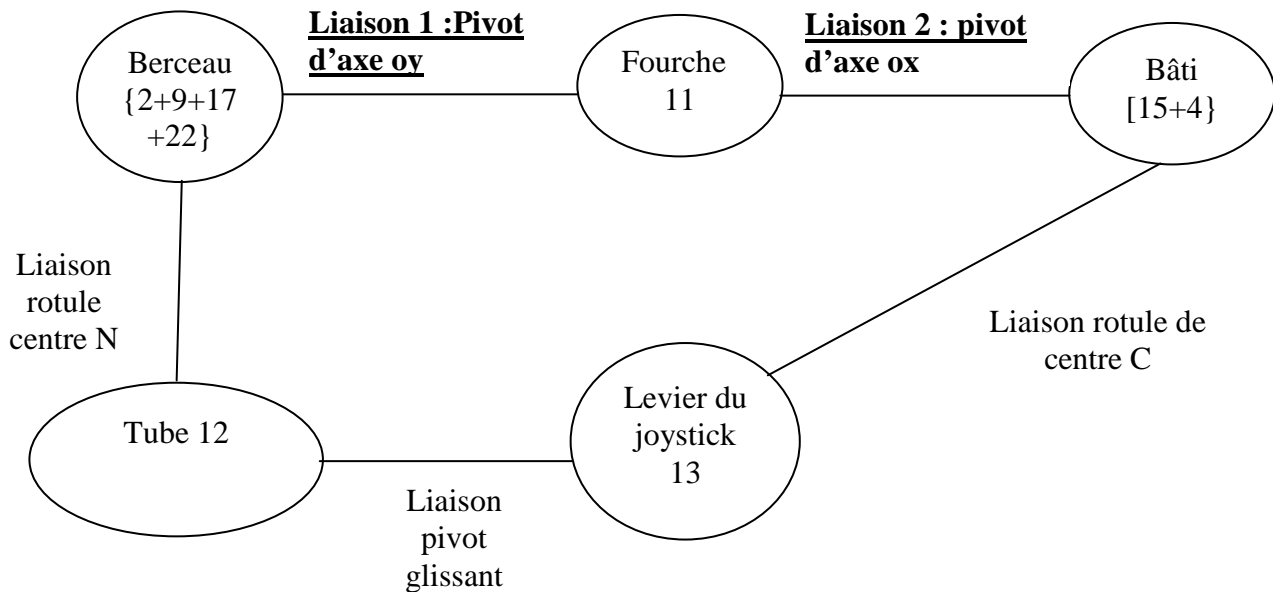 Liaison 1 :Pivot
d'axe oy
Liaison 2 : pivot
d'axe ox
Berceau
{2+9+17
+22}
Fourche
11
Bâti
[15+4}
Liaison
rotule
centre N
Liaison rotule de
centre C
Tube 12
Levier du
joystick
13
Liaison
pivot
glissant